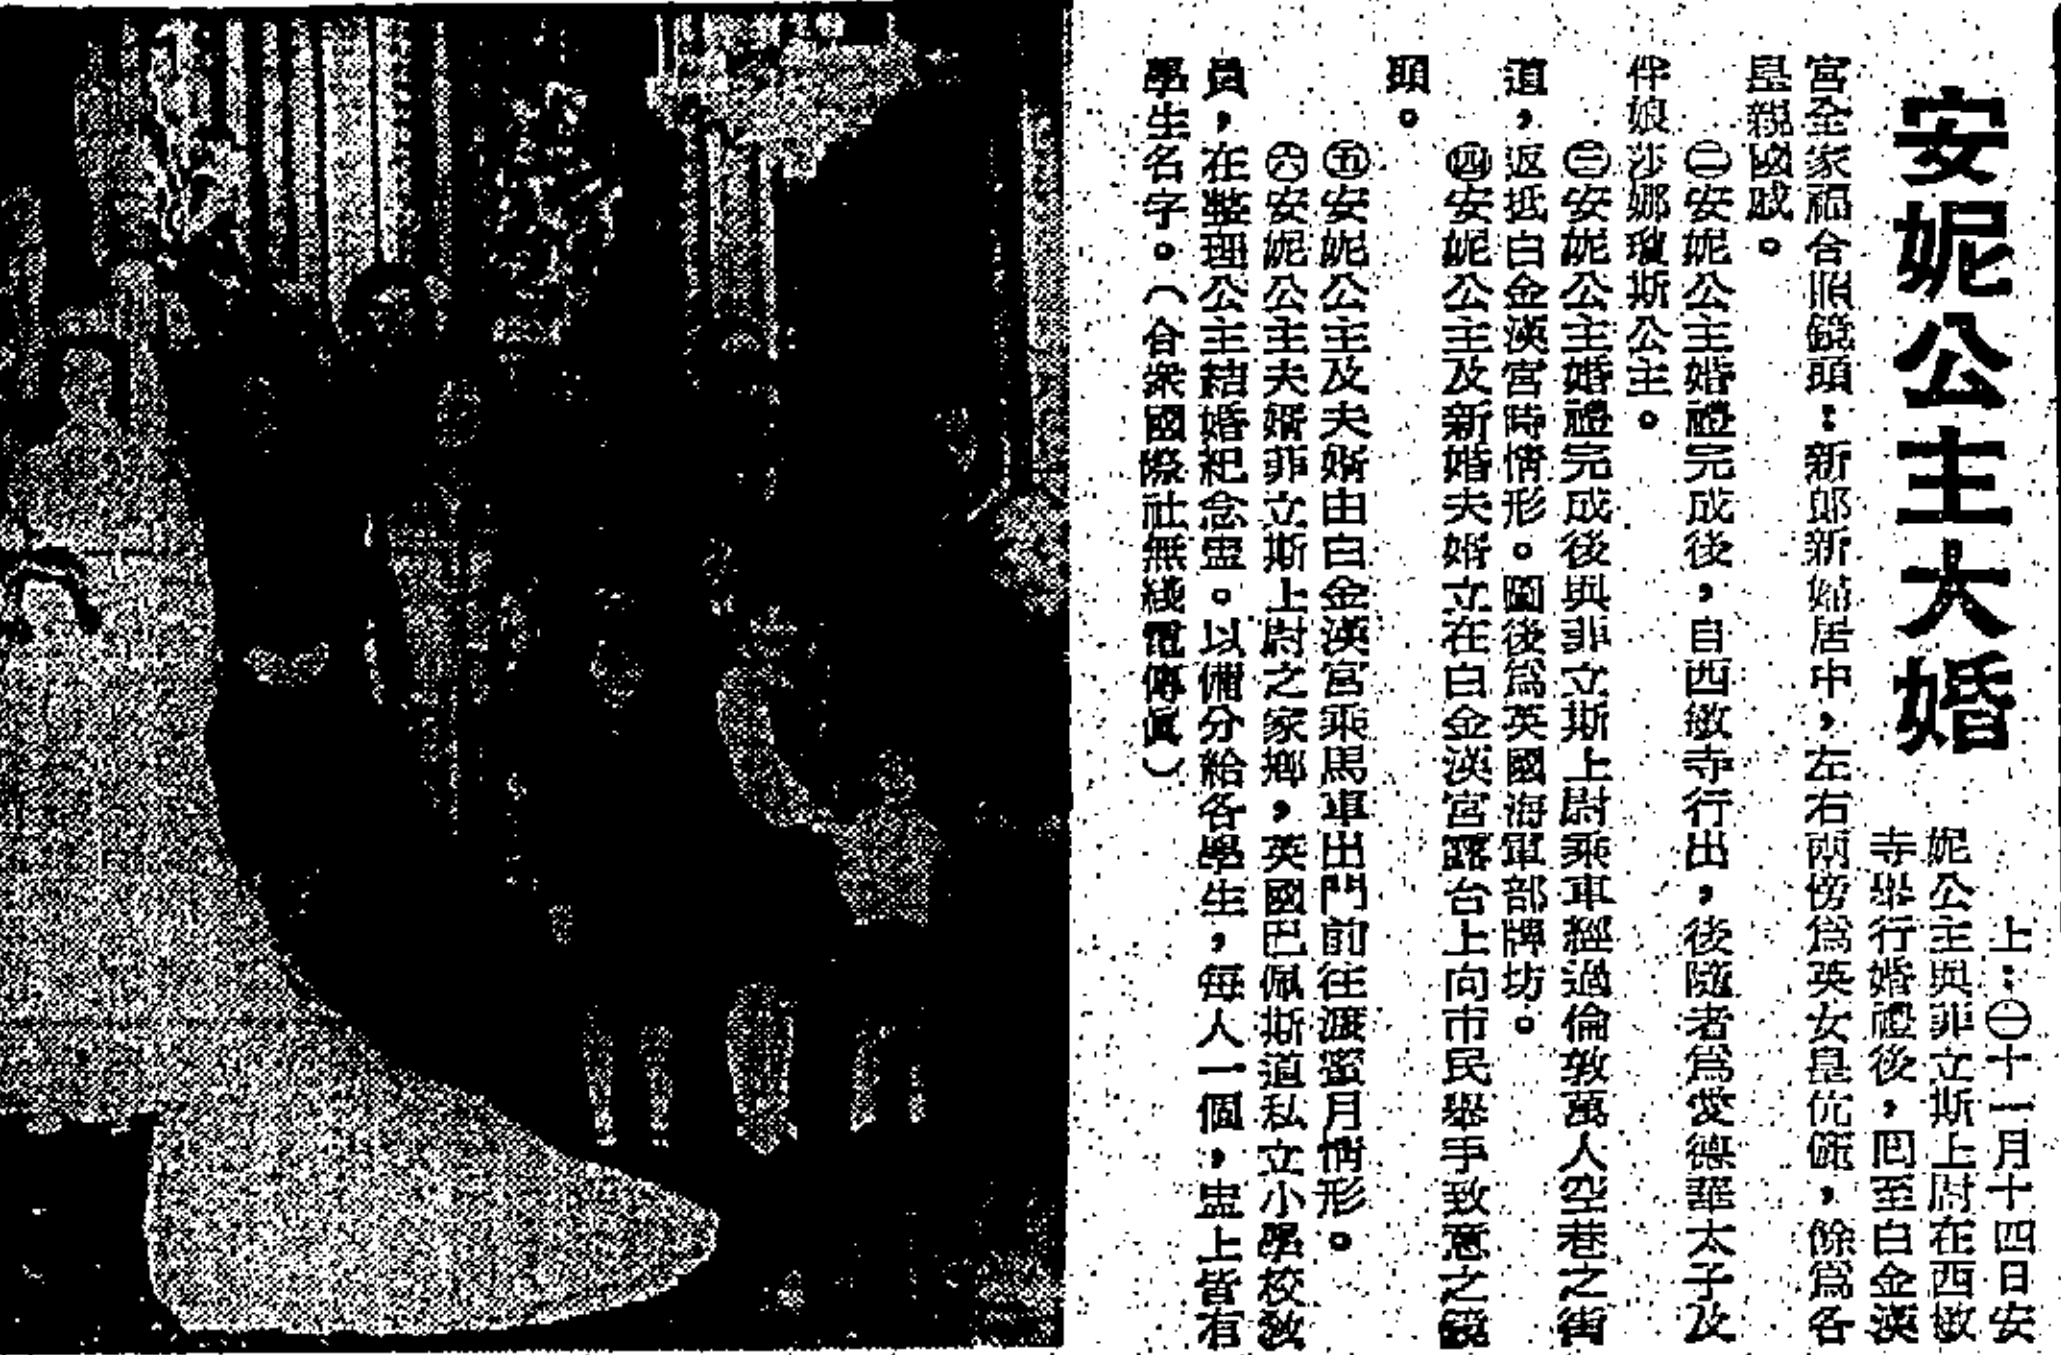 安妮公主大婚
上:㊀十一月十四日安
妮公主與菲立斯上尉在西敏
寺舉行婚禮後,囘至白金漢
宮全家福合照鏡頭:新郎新婦居中,左右兩傍爲英女皇伉儷,餘爲各
皇親國戚。
㊁安妮公主婚禮完成後,自西敏寺行出,後隨者爲愛德華太子及
伴娘莎娜瓊斯公主。
㊂安妮公主婚禮完成後與菲立斯上尉乘車經過倫敦萬人空巷之街
道,返抵白金漢宮時情形。圖後爲英國海軍部牌坊。
㊃安妮公主及新婚夫婿立在白金漢宮露台上向市民舉手致意之鏡
頭。
㊄安妮公主及夫婿由白金漢宮乘馬車出門前往渡蜜月情形。
㊅安妮公主夫婿菲立斯上尉之家鄉,英國巴佩斯道私立小學校敎
員,在整理公主結婚紀念盅。以備分給各學生,每人一個,盅上皆有
學生名字。(合衆國際社無綫電傳眞)